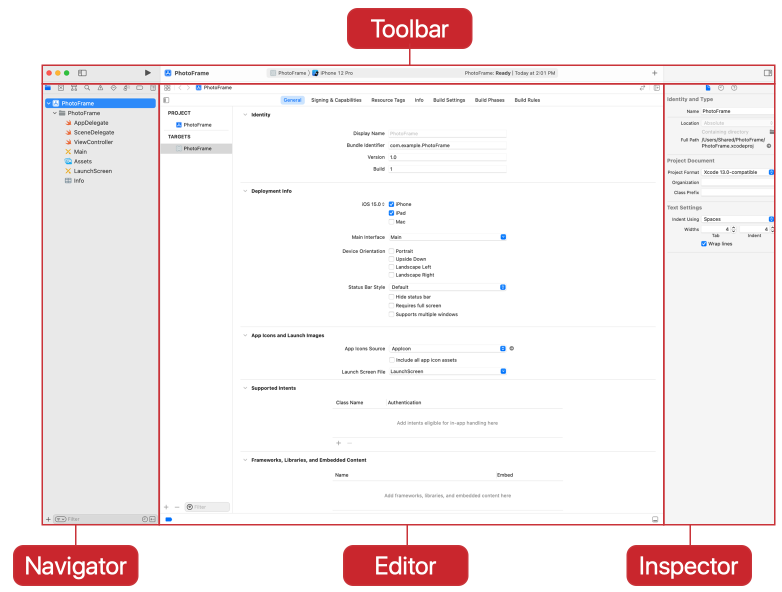 Toolbar
PhotoFrame
PhotoFrame
iPhone 12 Pro
PhotoFrame: Ready | Today at 2:01 PM
PhotoFrame
PhotoFrame
PhotoFrame
AppDelegate
SceneDelegate
ViewController
Main
Assets
LaunchScreen
Info
Filter
PROJECT
PhotoFrame
TARGETS
PhotoFrame
Filter
General Signing & Capabilities Resource Tags Info Build Settings Build Phases Build Rules
Identity
Display Name PhotoFrame
Bundle Identifier com.example.PhotoFrame
Version 1.0
Build 1
Deployment Info
iOS 15.0 iPhone
iPad
Mac
Main Interface Main
Device Orientation Portrait
Upside Down
Landscape Left
Landscape Right
Status Bar Style Default
Hide status bar
Requires full screen
Supports multiple windows
App Icons and Launch Images
App Icons Source AppIcon
Include all app icon assets
Launch Screen File LaunchScreen
Supported Intents
Class Name Authentication
Add intents eligible for in-app handling here
Frameworks, Libraries, and Embedded Content
Name Embed
Add frameworks, libraries, and embedded content here
Identity and Type
Name PhotoFrame
Location Absolute
Containing directory
Full Path /Users/Shared/PhotoFrame/
PhotoFrame.xcodeproj
Project Document
Project Format Xcode 13.0-compatible
Organization
Class Prefix
Text Settings
Indent Using Spaces
Widths 4 4
Tab Indent
Wrap lines
Navigator
Editor
Inspector